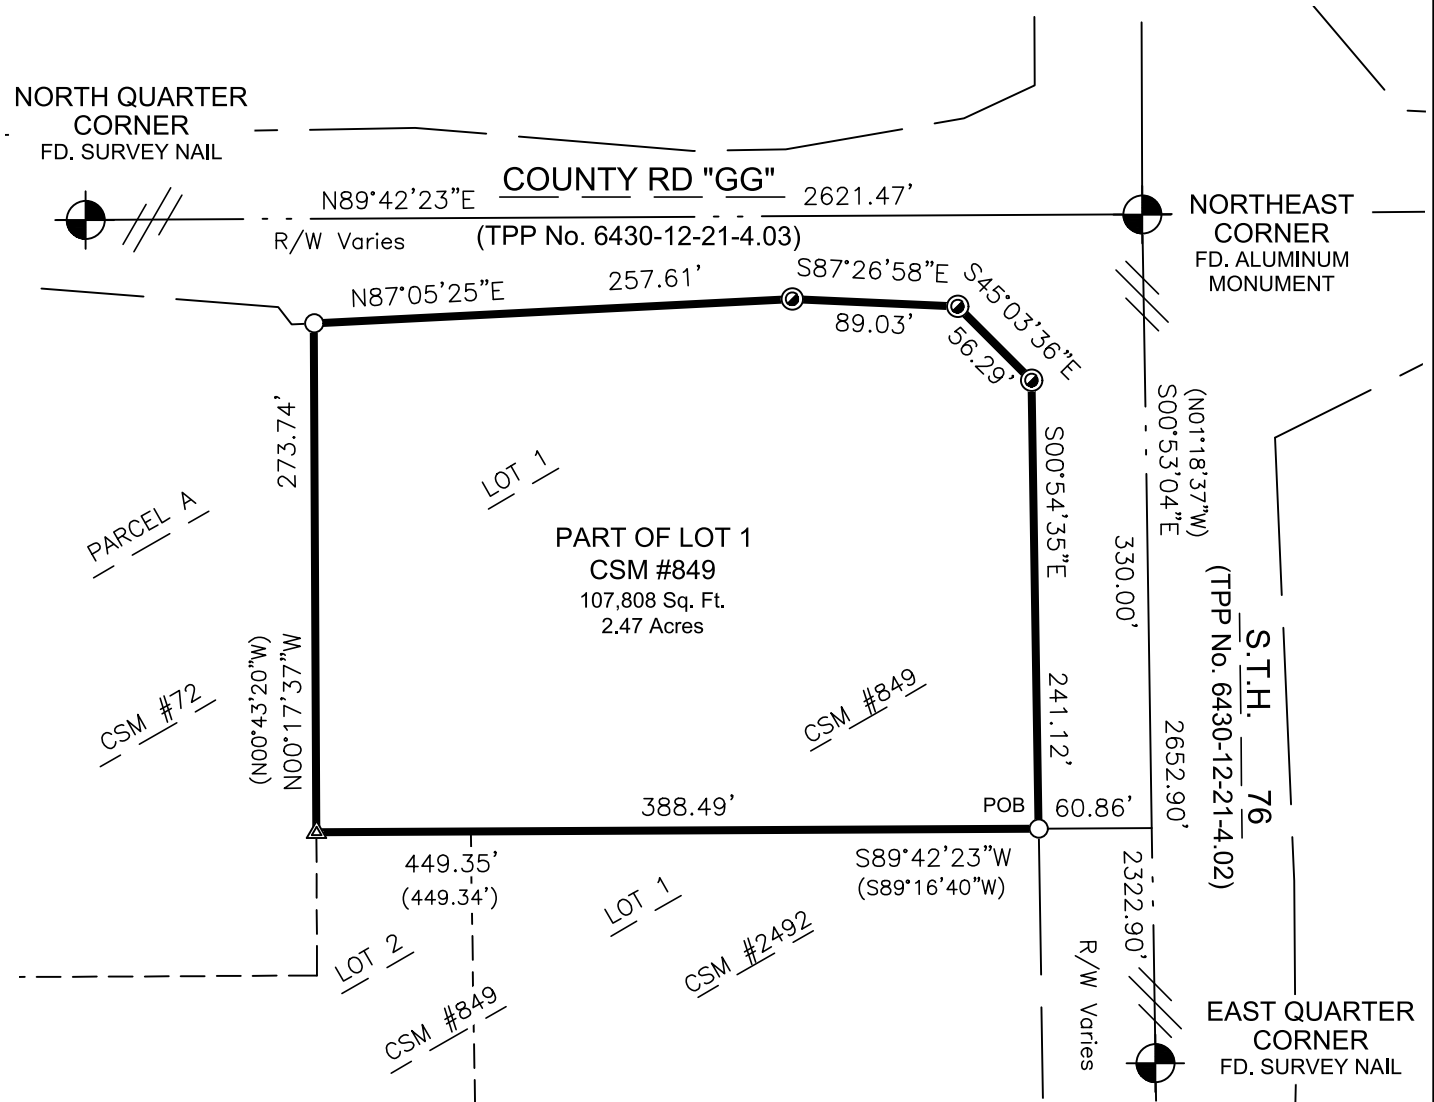 NORTH QUARTER
CORNER
FD. SURVEY NAIL
COUNTY RD "GG"
N89°42'23"E
2621.47'
R/W Varies
(TPP No. 6430-12-21-4.03)
NORTHEAST
CORNER
FD. ALUMINUM
MONUMENT
N87°05'25"E
257.61'
S87°26'58"E
89.03'
S45°03'36"E
56.29'
273.74'
(N00°43'20"W)
N00°17'37"W
PARCEL A
CSM #72
LOT 1
PART OF LOT 1
CSM #849
107,808 Sq. Ft.
2.47 Acres
CSM #849
S00°54'35"E
241.12'
(N01°18'37"W)
S00°53'04"E
330.00'
2652.90'
2322.90'
S.T.H. 76
(TPP No. 6430-12-21-4.02)
388.49'
POB
60.86'
449.35'
(449.34')
S89°42'23"W
(S89°16'40"W)
LOT 2
CSM #849
LOT 1
CSM #2492
R/W Varies
EAST QUARTER
CORNER
FD. SURVEY NAIL